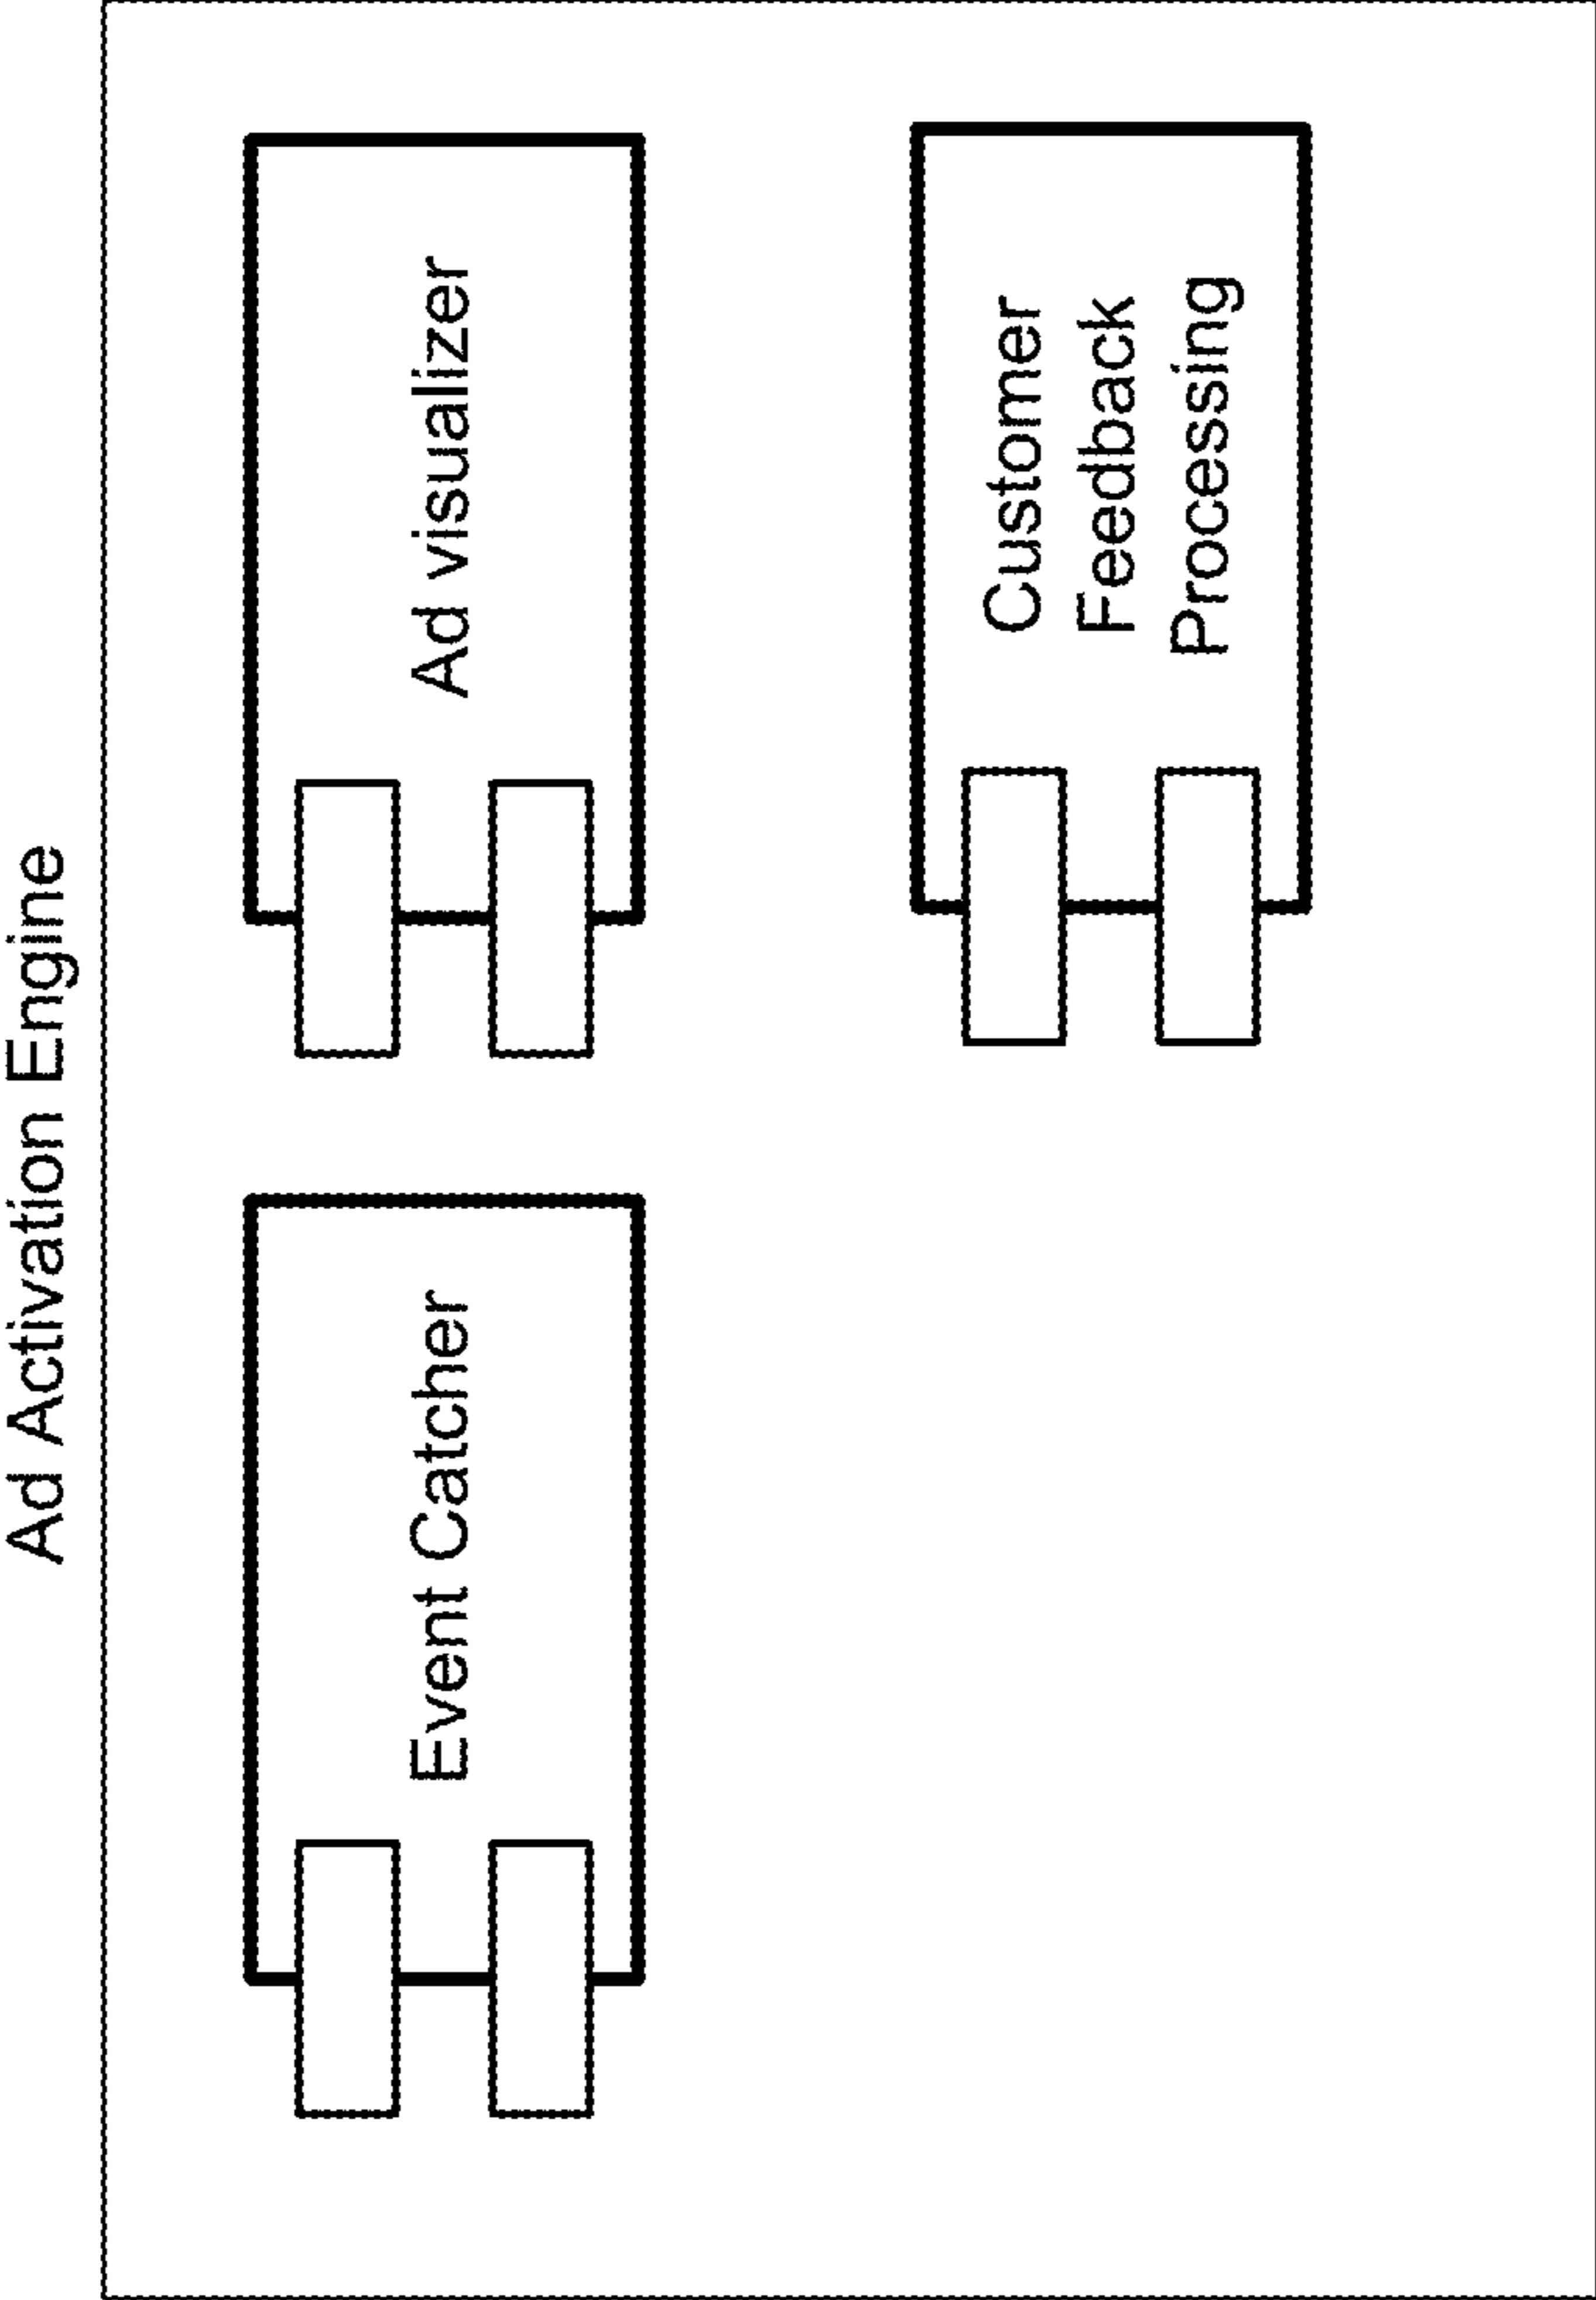 Ad Activation Engine
Event Catcher
Ad visualizer
Customer
Feedback
Processing